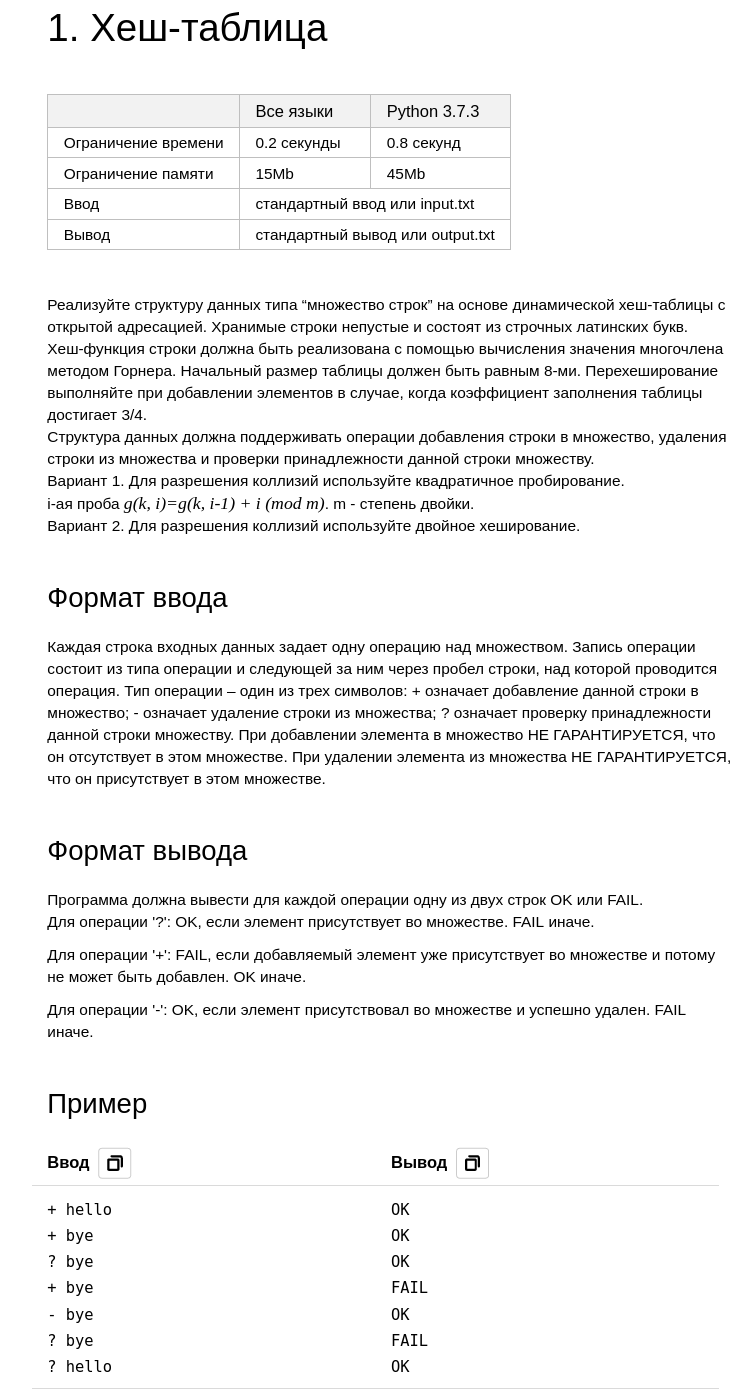 1. Хеш-таблица
Все языки Python 3.7.3
Ограничение времени 0.2 секунды 0.8 секунд
Ограничение памяти 15Mb 45Mb
Ввод стандартный ввод или input.txt
Вывод стандартный вывод или output.txt
Реализуйте структуру данных типа “множество строк” на основе динамической хеш-таблицы с
открытой адресацией. Хранимые строки непустые и состоят из строчных латинских букв.
Хеш-функция строки должна быть реализована с помощью вычисления значения многочлена
методом Горнера. Начальный размер таблицы должен быть равным 8-ми. Перехеширование
выполняйте при добавлении элементов в случае, когда коэффициент заполнения таблицы
достигает 3/4.
Структура данных должна поддерживать операции добавления строки в множество, удаления
строки из множества и проверки принадлежности данной строки множеству.
Вариант 1. Для разрешения коллизий используйте квадратичное пробирование.
i-ая проба g(k, i)=g(k, i-1) + i (mod m). m - степень двойки.
Вариант 2. Для разрешения коллизий используйте двойное хеширование.
Формат ввода
Каждая строка входных данных задает одну операцию над множеством. Запись операции
состоит из типа операции и следующей за ним через пробел строки, над которой проводится
операция. Тип операции – один из трех символов: + означает добавление данной строки в
множество; - означает удаление строки из множества; ? означает проверку принадлежности
данной строки множеству. При добавлении элемента в множество НЕ ГАРАНТИРУЕТСЯ, что
он отсутствует в этом множестве. При удалении элемента из множества НЕ ГАРАНТИРУЕТСЯ,
что он присутствует в этом множестве.
Формат вывода
Программа должна вывести для каждой операции одну из двух строк OK или FAIL.
Для операции '?': OK, если элемент присутствует во множестве. FAIL иначе.
Для операции '+': FAIL, если добавляемый элемент уже присутствует во множестве и потому
не может быть добавлен. OK иначе.
Для операции '-': OK, если элемент присутствовал во множестве и успешно удален. FAIL
иначе.
Пример
Ввод Вывод
+ hello OK
+ bye OK
? bye OK
+ bye FAIL
- bye OK
? bye FAIL
? hello OK